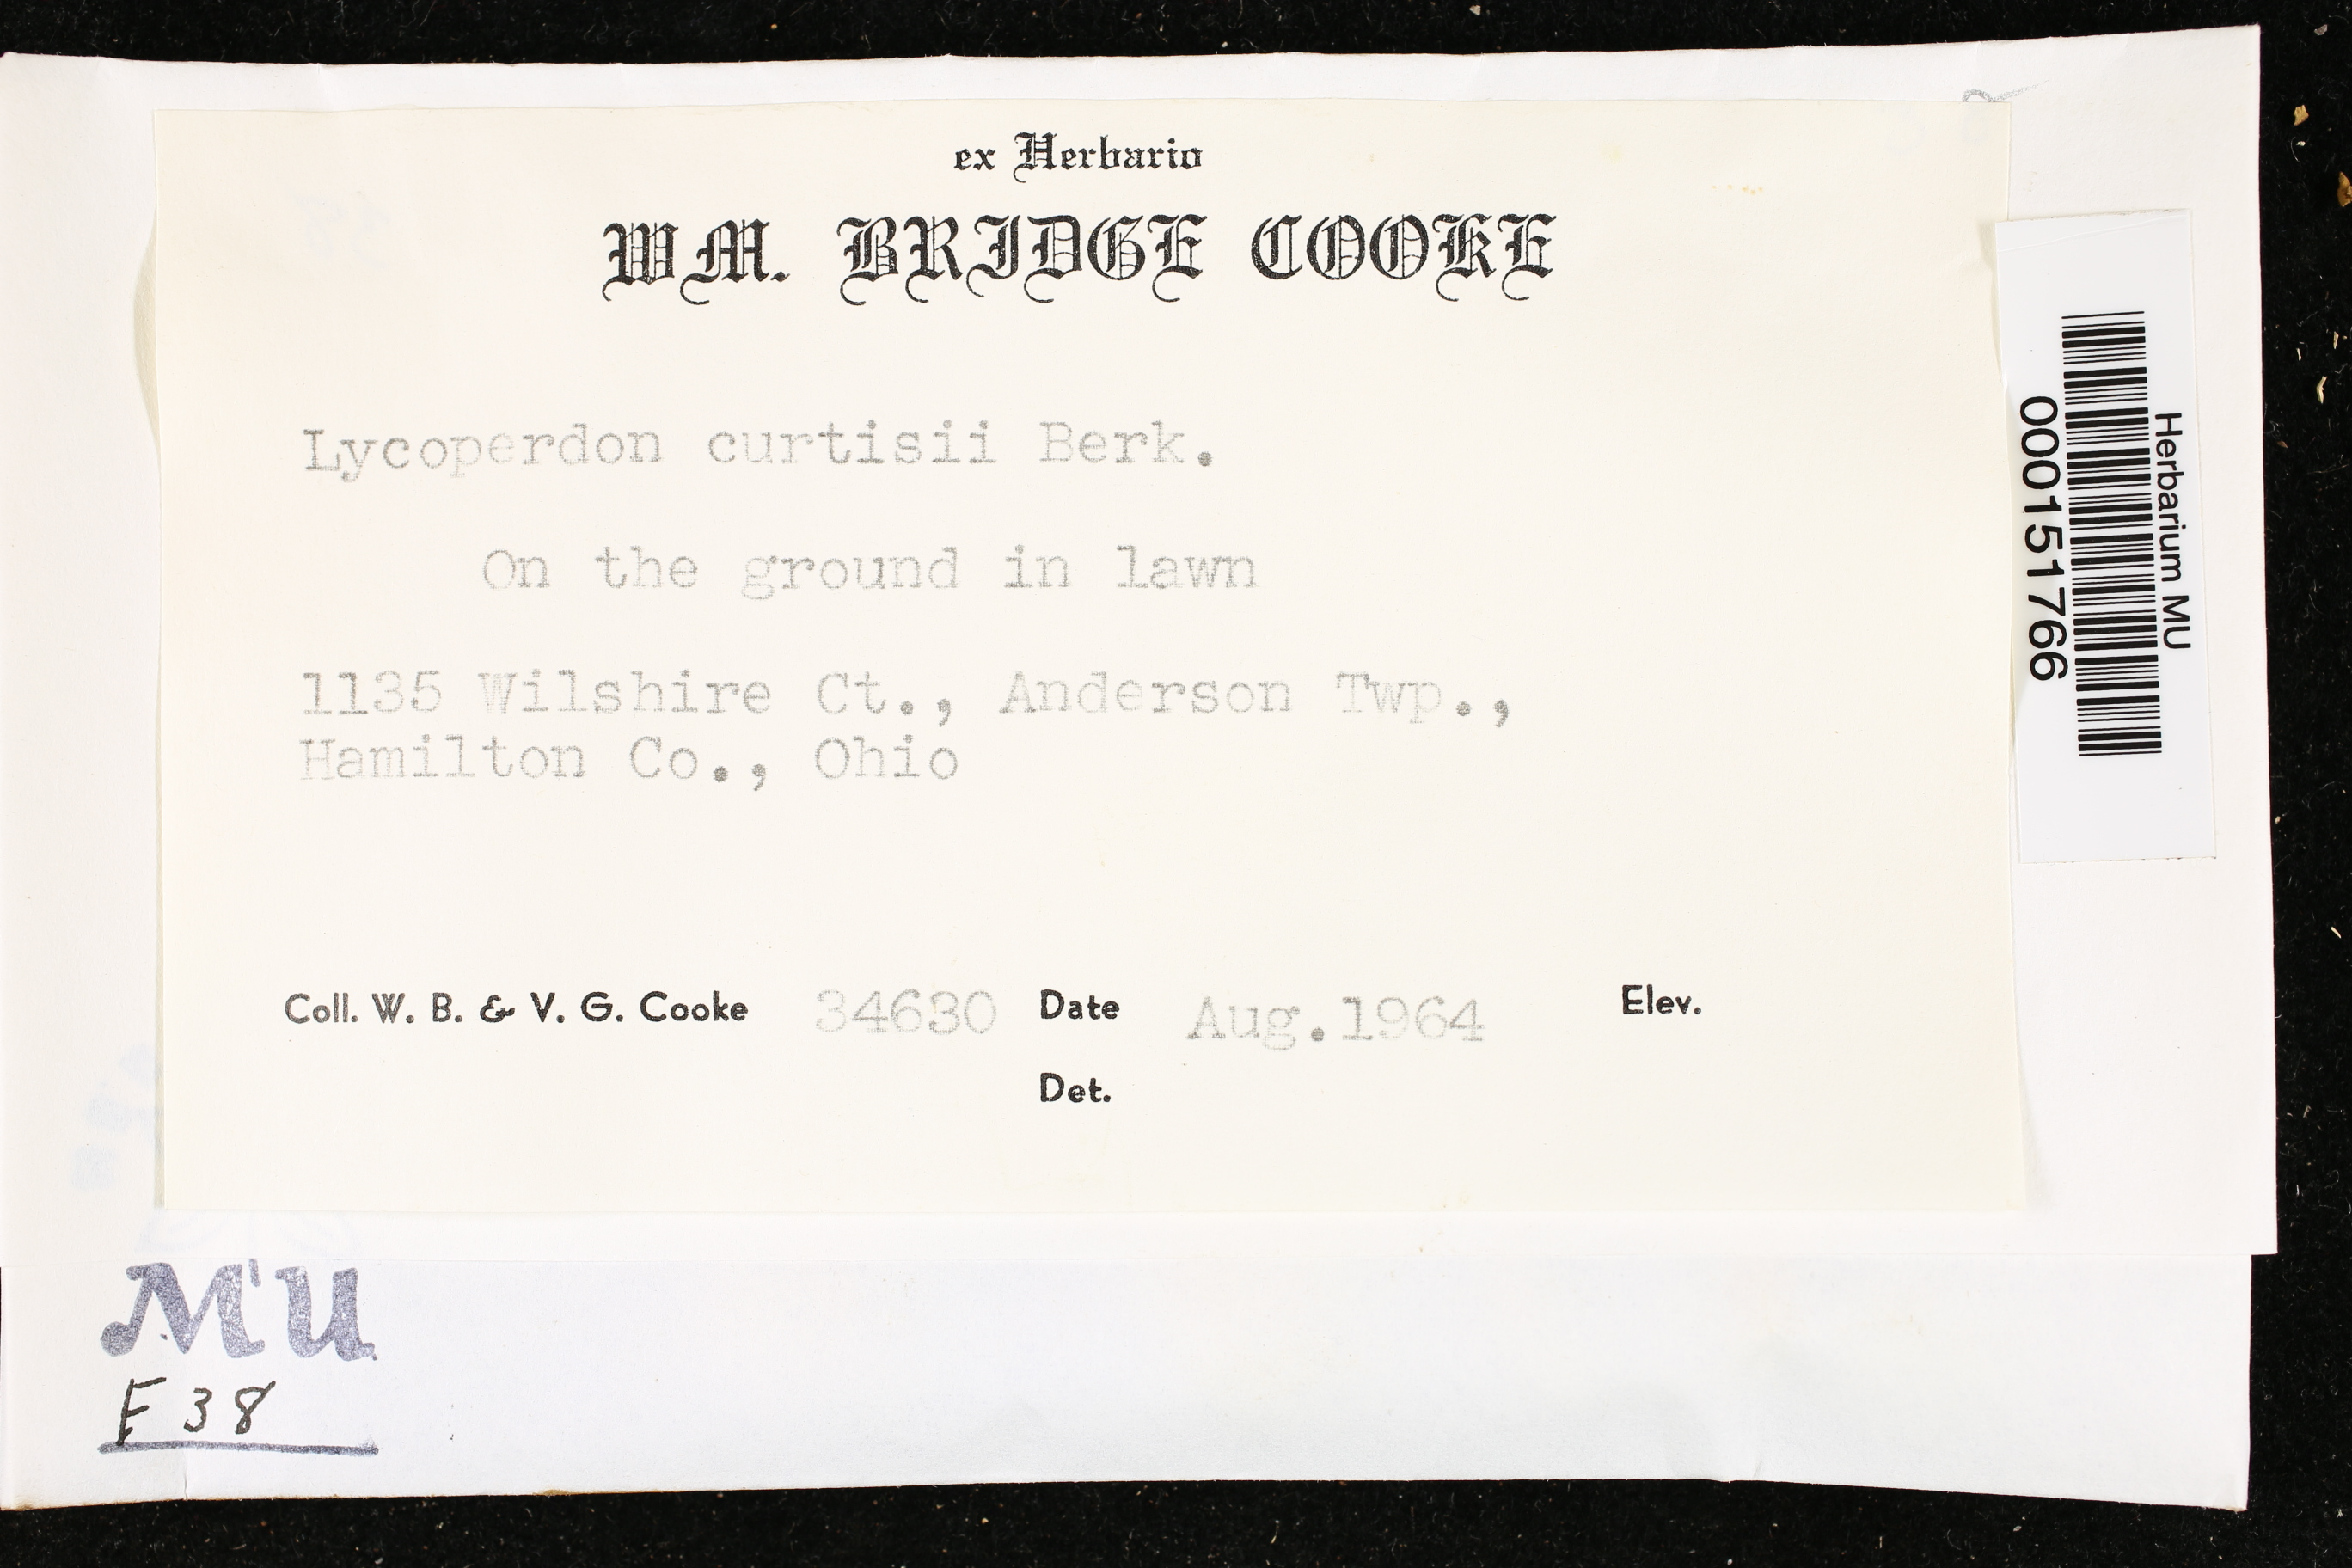 ex Herbario
WM. BRIDGE COOKE
Lycoperdon curtisii Berk.
On the ground in lawn
1135 Wilshire Ct., Anderson Twp.,
Hamilton Co., Ohio
Coll. W. B. & V. G. Cooke 34630 Date Aug.1964 Elev.
Det.
Herbarium MU
000151766
MU
F 38